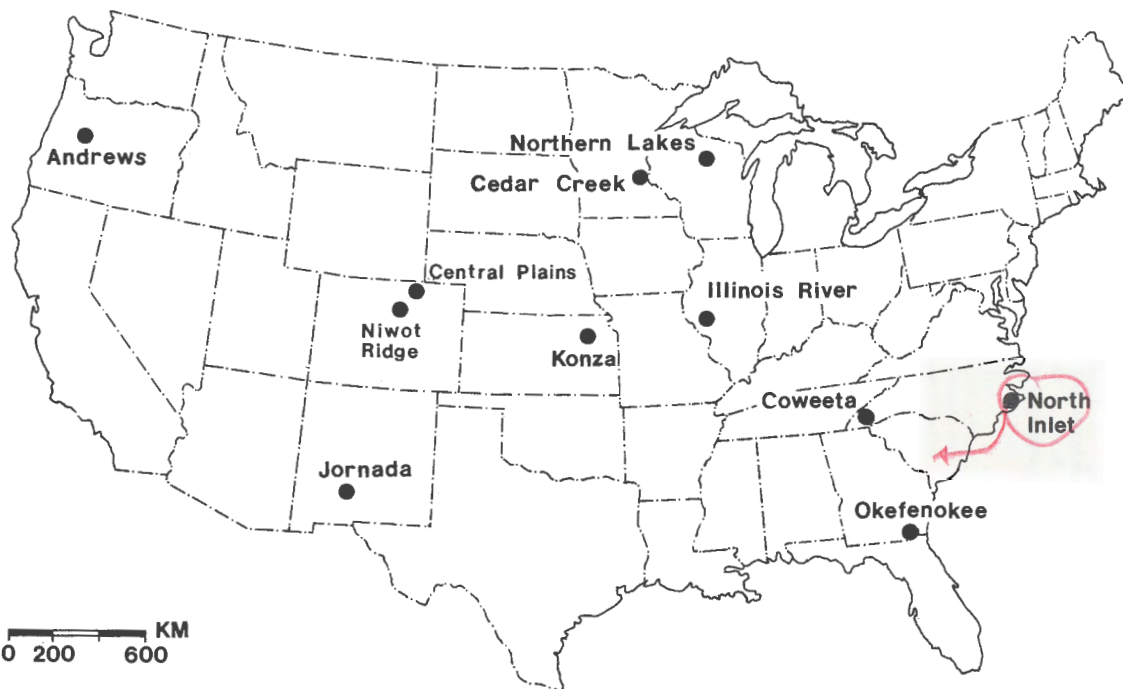 Northern Lakes
Andrews
Cedar Creek
Central Plains
Illinois River
Niwot
Ridge
Konza
Coweeta
North
Inlet
Jornada
Okefenokee
KM
0 200 600